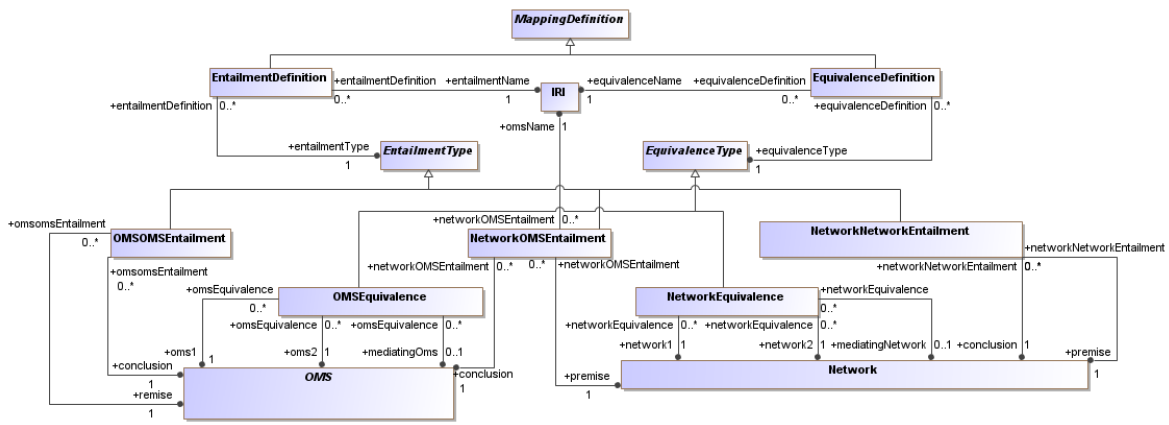 MappingDefinition
EntailmentDefinition
+entailmentDefinition
0..*
+entailmentName
1
IRI
+equivalenceName
1
+equivalenceDefinition
0..*
EquivalenceDefinition
+entailmentDefinition
0..*
+equivalenceDefinition
0..*
+omsName
1
+entailmentType
1
EntailmentType
EquivalenceType
+equivalenceType
1
+omsomsEntailment
0..*
OMSOMSEntailment
+networkOMSEntailment
0..*
NetworkOMSEntailment
NetworkNetworkEntailment
+networkNetworkEntailment
0..*
+omsomsEntailment
0..*
+networkOMSEntailment
0..*
0..*
+networkOMSEntailment
+networkNetworkEntailment
+omsEquivalence
0..*
OMSEquivalence
NetworkEquivalence
+networkEquivalence
0..*
+omsEquivalence
0..*
+omsEquivalence
0..*
+networkEquivalence
0..*
+networkEquivalence
0..*
+oms1
1
+oms2
1
+mediatingOms
0..1
+network1
1
+network2
1
+mediatingNetwork
0..1
+conclusion
1
+premise
1
+conclusion
1
OMS
+conclusion
1
+premise
1
Network
+remise
1